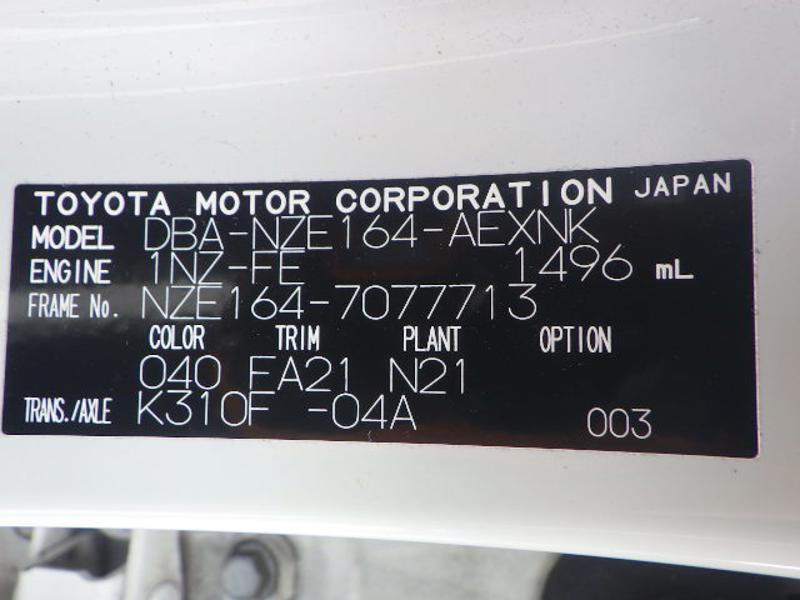 TOYOTA MOTOR CORPORATION JAPAN
MODEL DBA-NZE164-AEXNK
ENGINE 1NZ-FE 1496 mL
FRAME No. NZE164-7077713
COLOR TRIM PLANT OPTION
040 FA21 N21
TRANS./AXLE K310F -04A 003